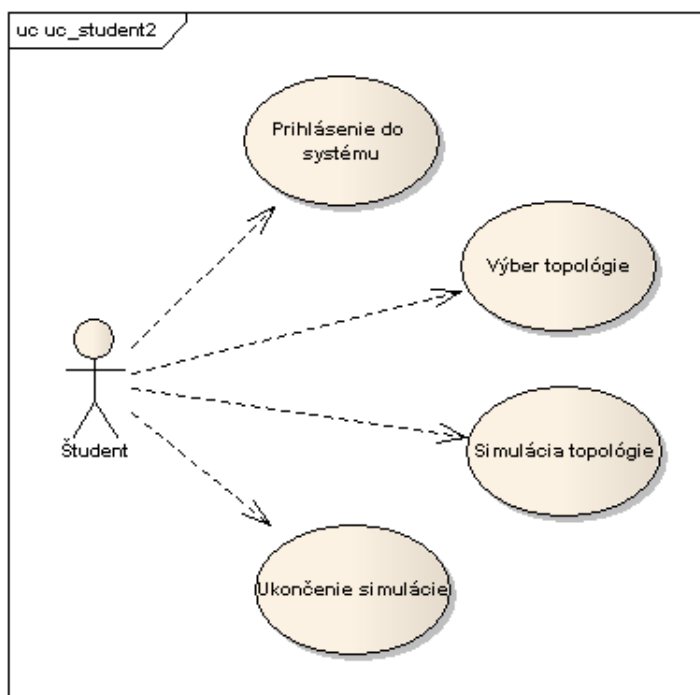 uc uc_student2
Prihlásenie do
systému
Výber topológie
Študent
Simulácia topológie
Ukončenie simulácie